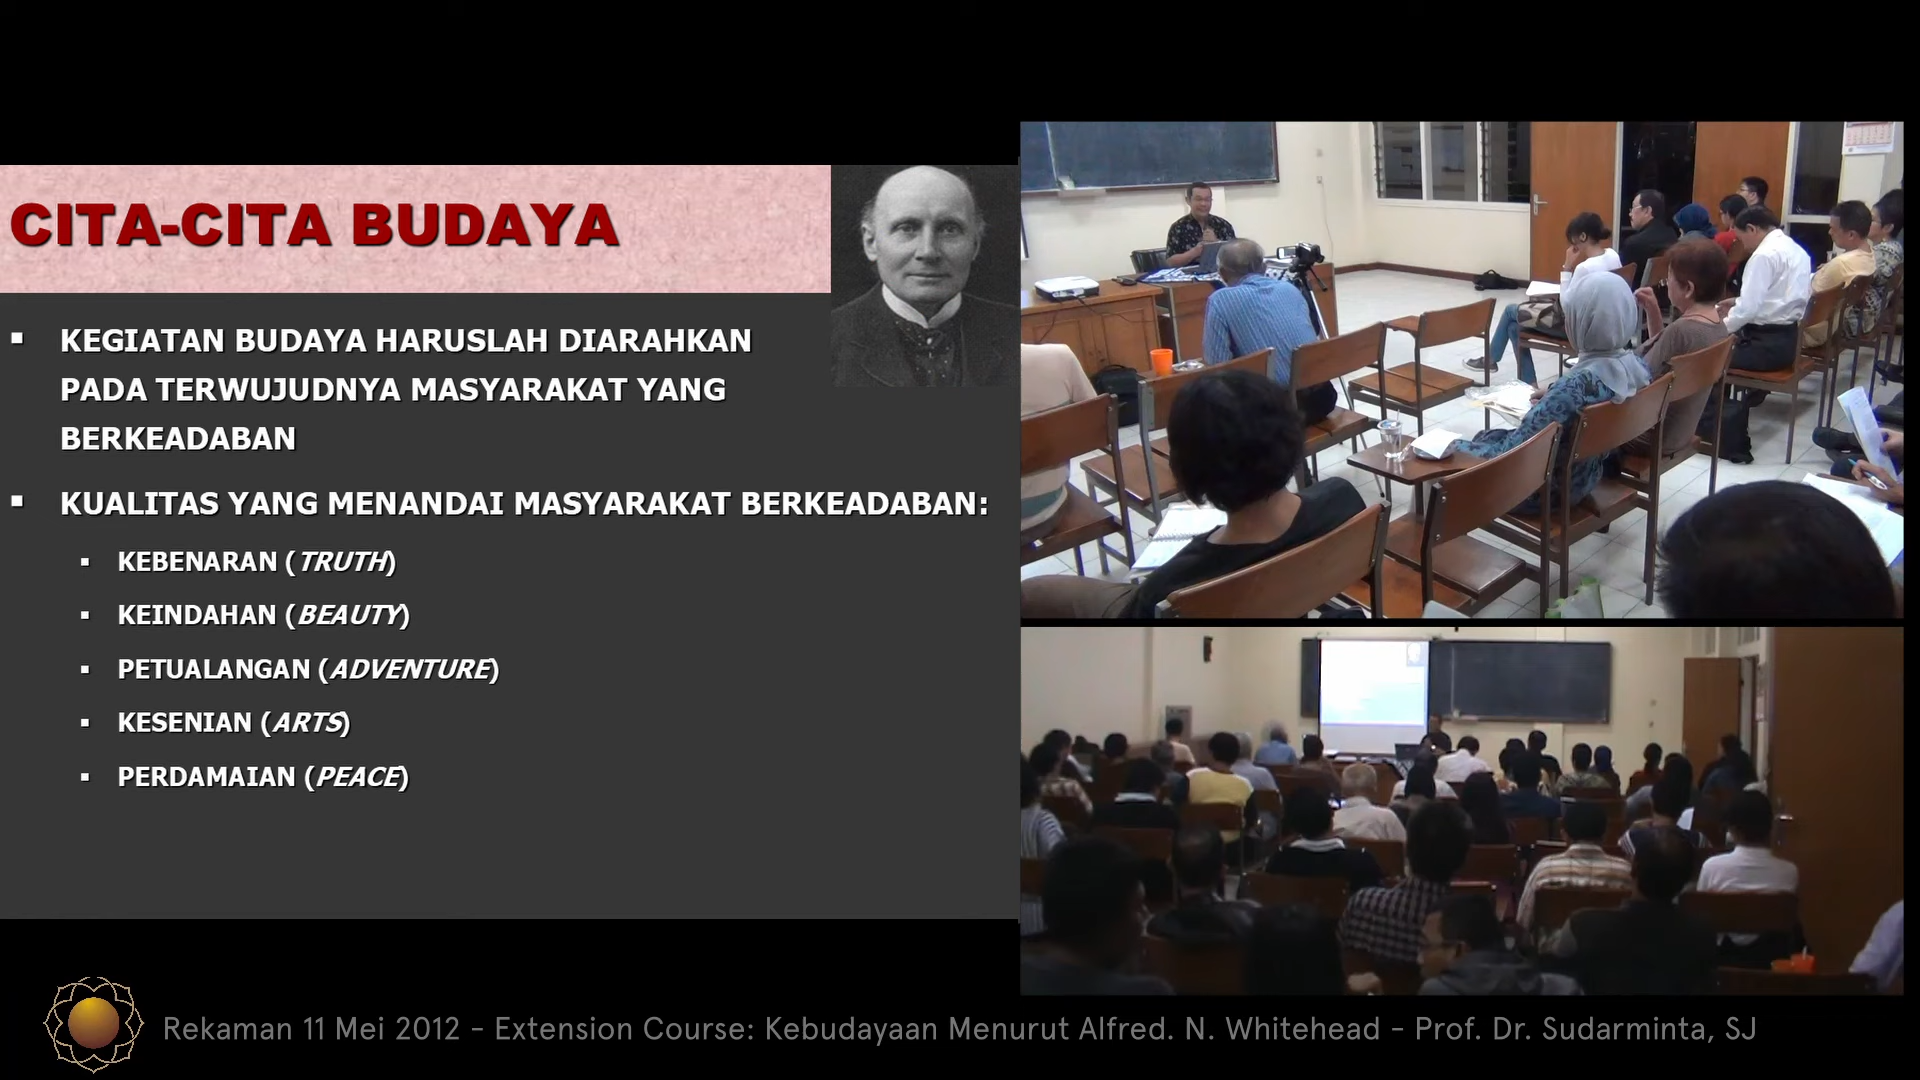 CITA-CITA BUDAYA
▪ KEGIATAN BUDAYA HARUSLAH DIARAHKAN
PADA TERWUJUDNYA MASYARAKAT YANG
BERKEADABAN
▪ KUALITAS YANG MENANDAI MASYARAKAT BERKEADABAN:
▪ KEBENARAN (TRUTH)
▪ KEINDAHAN (BEAUTY)
▪ PETUALANGAN (ADVENTURE)
▪ KESENIAN (ARTS)
▪ PERDAMAIAN (PEACE)
Rekaman 11 Mei 2012 - Extension Course: Kebudayaan Menurut Alfred. N. Whitehead - Prof. Dr. Sudarminta, SJ